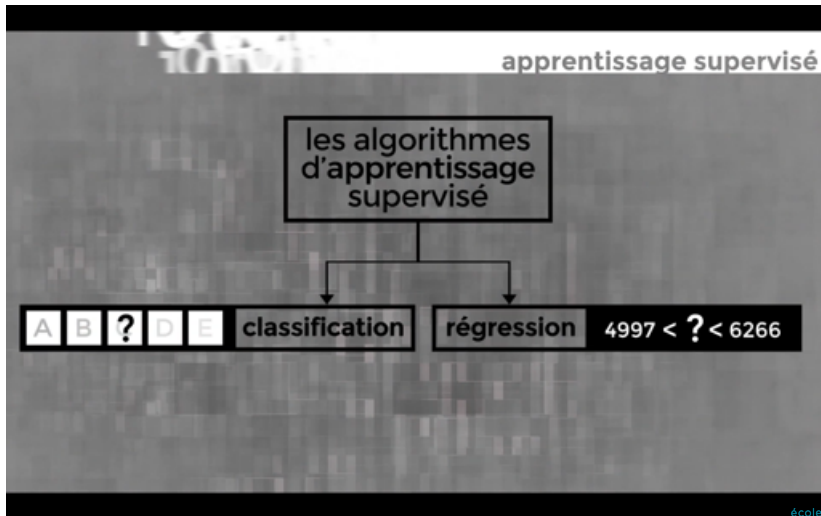 apprentissage supervisé
les algorithmes
d'apprentissage
supervisé
A B ? D E classification
régression 4997 < ? < 6266
école